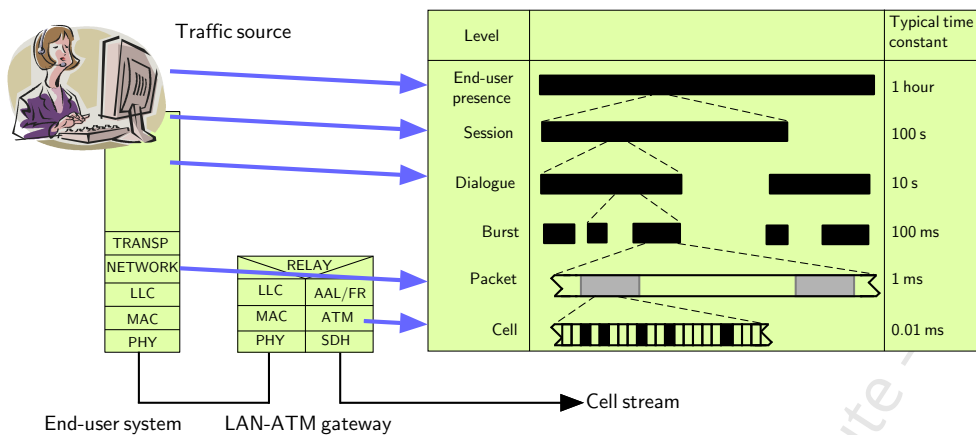 Traffic source
Level
Typical time
constant
End-user
presence
1 hour
Session
100 s
Dialogue
10 s
Burst
100 ms
Packet
1 ms
Cell
0.01 ms
TRANSP
NETWORK
LLC
MAC
PHY
RELAY
LLC AAL/FR
MAC ATM
PHY SDH
End-user system
LAN-ATM gateway
Cell stream
ute -